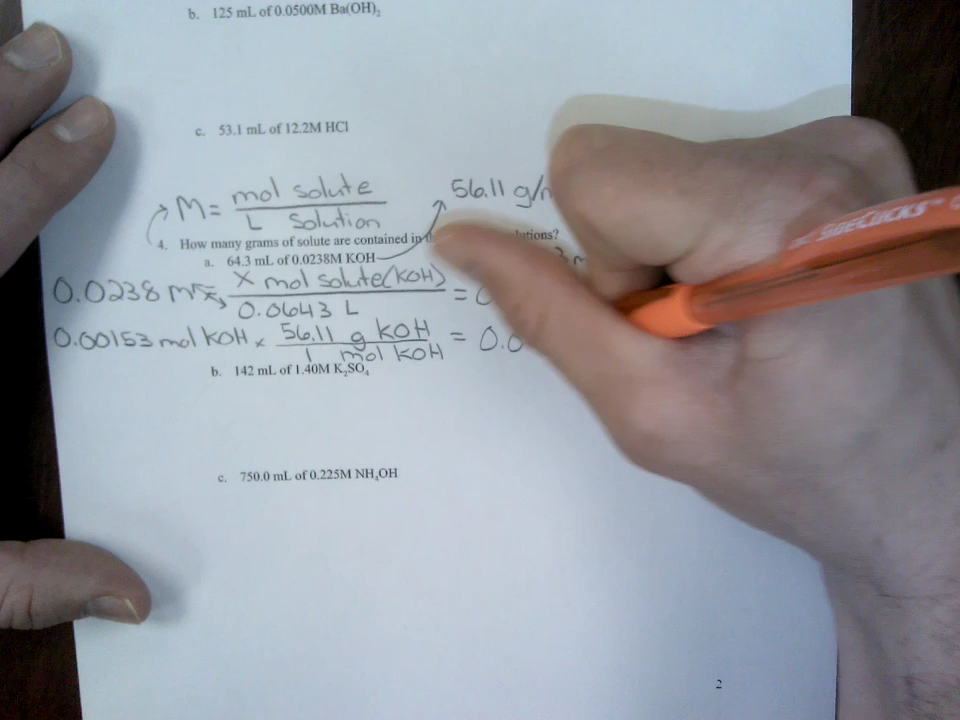 b. 125 mL of 0.0500M Ba(OH)₂
c. 53.1 mL of 12.2M HCl
M = mol solute / L solution
56.11 g/
4. How many grams of solute are contained in
a. 64.3 mL of 0.0238M KOH
0.0238 M = X mol solute (KOH) / 0.0643 L =
0.00153 mol KOH × 56.11 g KOH / 1 mol KOH = 0.0
b. 142 mL of 1.40M K₂SO₄
c. 750.0 mL of 0.225M NH₄OH
2